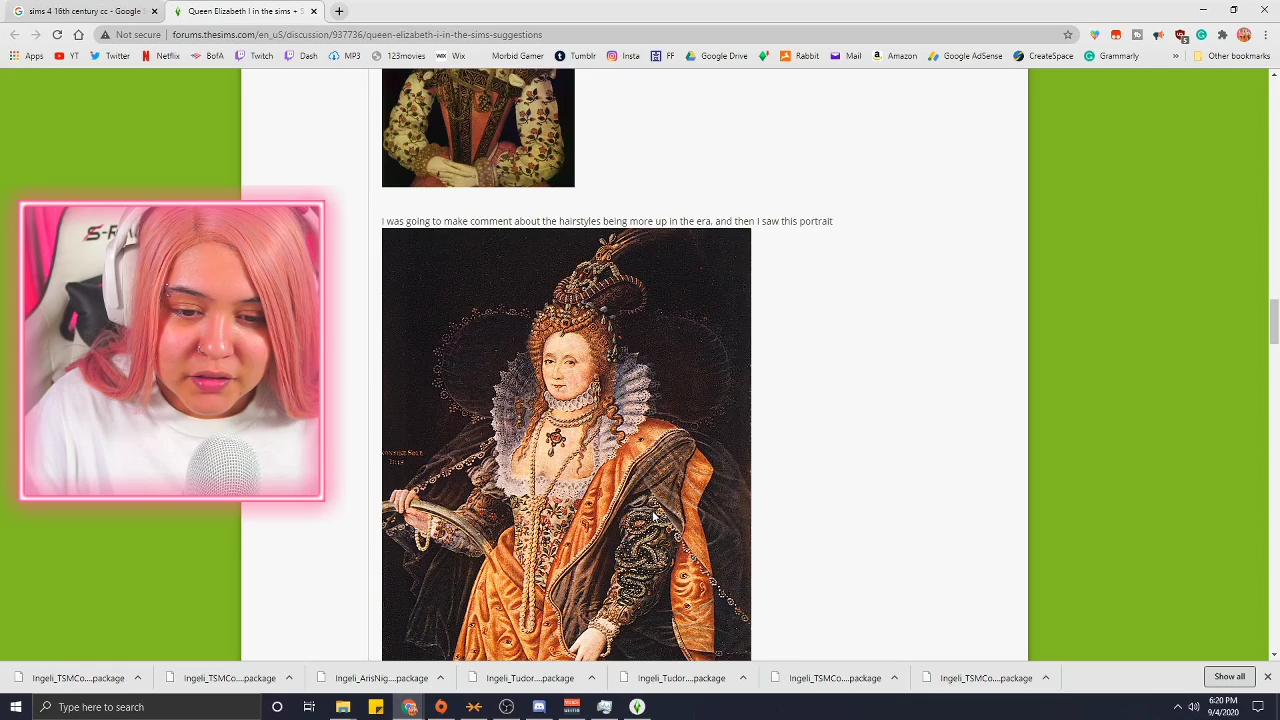 sims 4 16th century cc - Google S
Queen Elizabeth I in the sims + S
Not secure
forums.thesims.com/en_US/discussion/937736/queen-elizabeth-i-in-the-sims-suggestions
Apps YT Twitter Netflix BofA Twitch Dash MP3 123movies WIX Wix Morbid Gamer Tumblr Insta FF Google Drive Rabbit Mail Amazon Google AdSense CreateSpace Grammarly » Other bookmarks
I was going to make comment about the hairstyles being more up in the era, and then I saw this portrait
Ingeli_TSMCo....package Ingeli_TSMCo....package Ingeli_ArisNig....package Ingeli_Tudor....package Ingeli_Tudor....package Ingeli_TSMCo....package Ingeli_TSMCo....package Show all
Type here to search
6:20 PM
9/4/2020